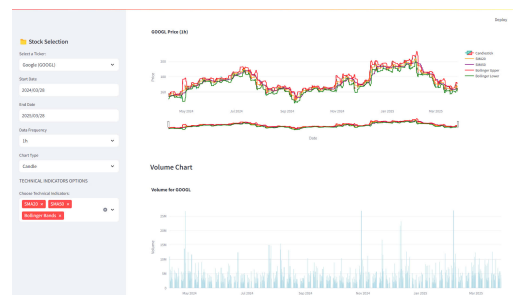 Deploy
Stock Selection
Select a Ticker:
Google (GOOGL)
Start Date
2024/03/28
End Date
2025/03/28
Data Frequency
1h
Chart Type
Candle
TECHNICAL INDICATORS OPTIONS
Choose Technical Indicators:
SMA20 ×
SMA50 ×
Bollinger Bands ×
GOOGL Price (1h)
Price
Candlestick
SMA20
SMA50
Bollinger Upper
Bollinger Lower
May 2024
Jul 2024
Sep 2024
Nov 2024
Jan 2025
Mar 2025
Date
Volume Chart
Volume for GOOGL
Volume
0
May 2024
Jul 2024
Sep 2024
Nov 2024
Jan 2025
Mar 2025